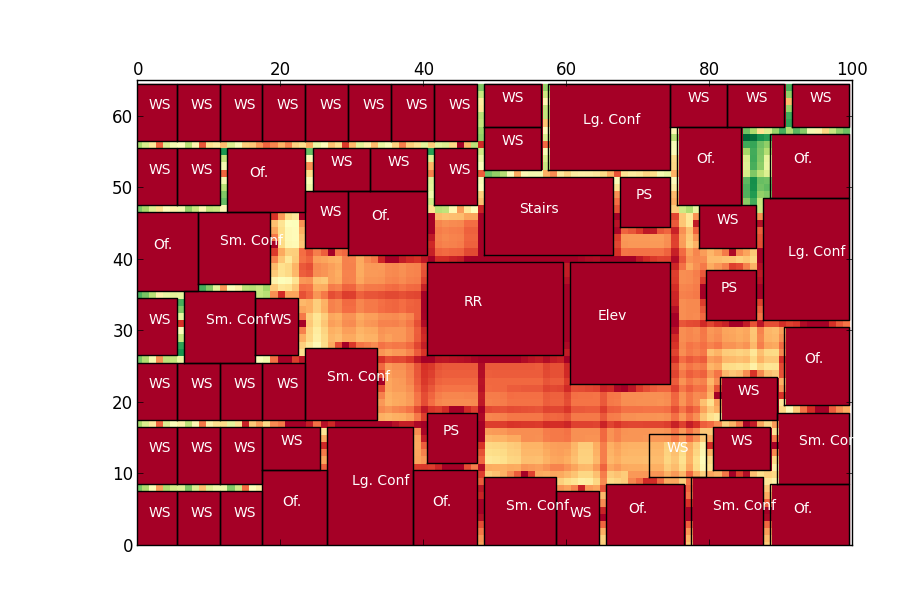 0 20 40 60 80 100
WS WS WS WS WS WS WS WS WS Lg. Conf WS WS WS
60
WS
WS WS Of. WS WS WS Of. Of.
50
PS
WS Of. Stairs WS
Of. Sm. Conf Lg. Conf
40
PS
RR Elev
WS Sm. Conf WS
30
Of.
WS WS WS WS Sm. Conf WS
20
PS
WS WS WS WS WS WS Sm. Con
10
Lg. Conf
WS WS WS Of. Of. Sm. Conf WS Of. Sm. Conf Of.
0